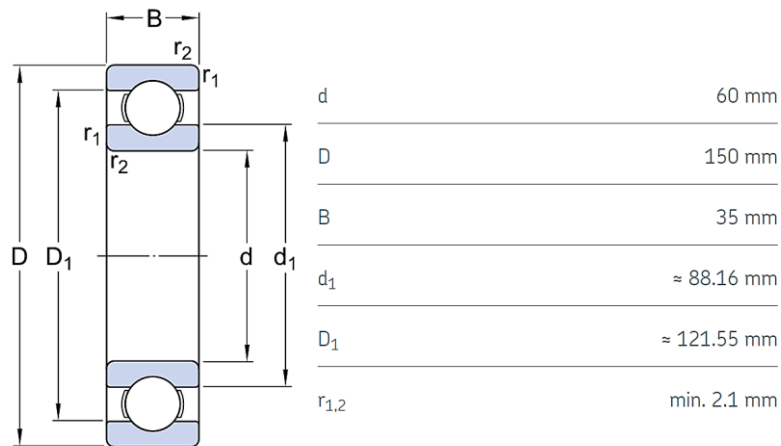 B
r₂
r₁
r₁
r₂
D
D₁
d
d₁
d 60 mm
D 150 mm
B 35 mm
d₁ ≈ 88.16 mm
D₁ ≈ 121.55 mm
r₁,₂ min. 2.1 mm